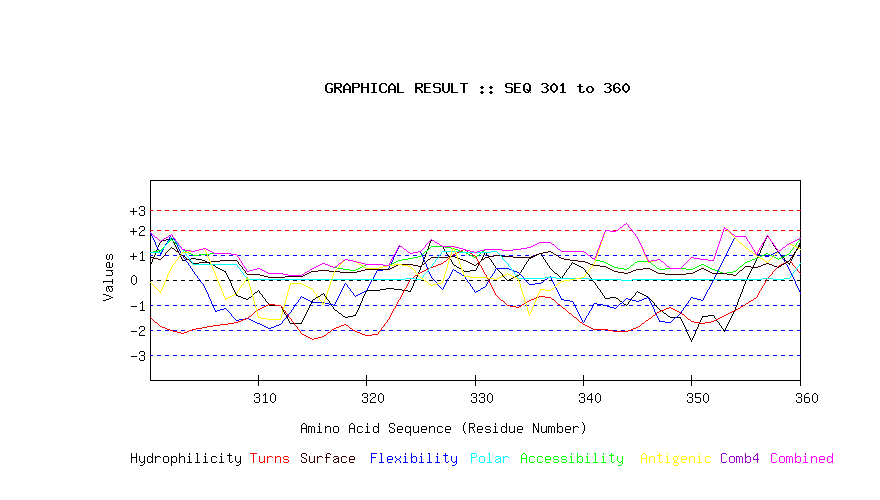 GRAPHICAL RESULT :: SEQ 301 to 360
+3
+2
+1
0
-1
-2
-3
Values
310 320 330 340 350 360
Amino Acid Sequence (Residue Number)
Hydrophilicity Turns Surface Flexibility Polar Accessibility Antigenic Comb4 Combined